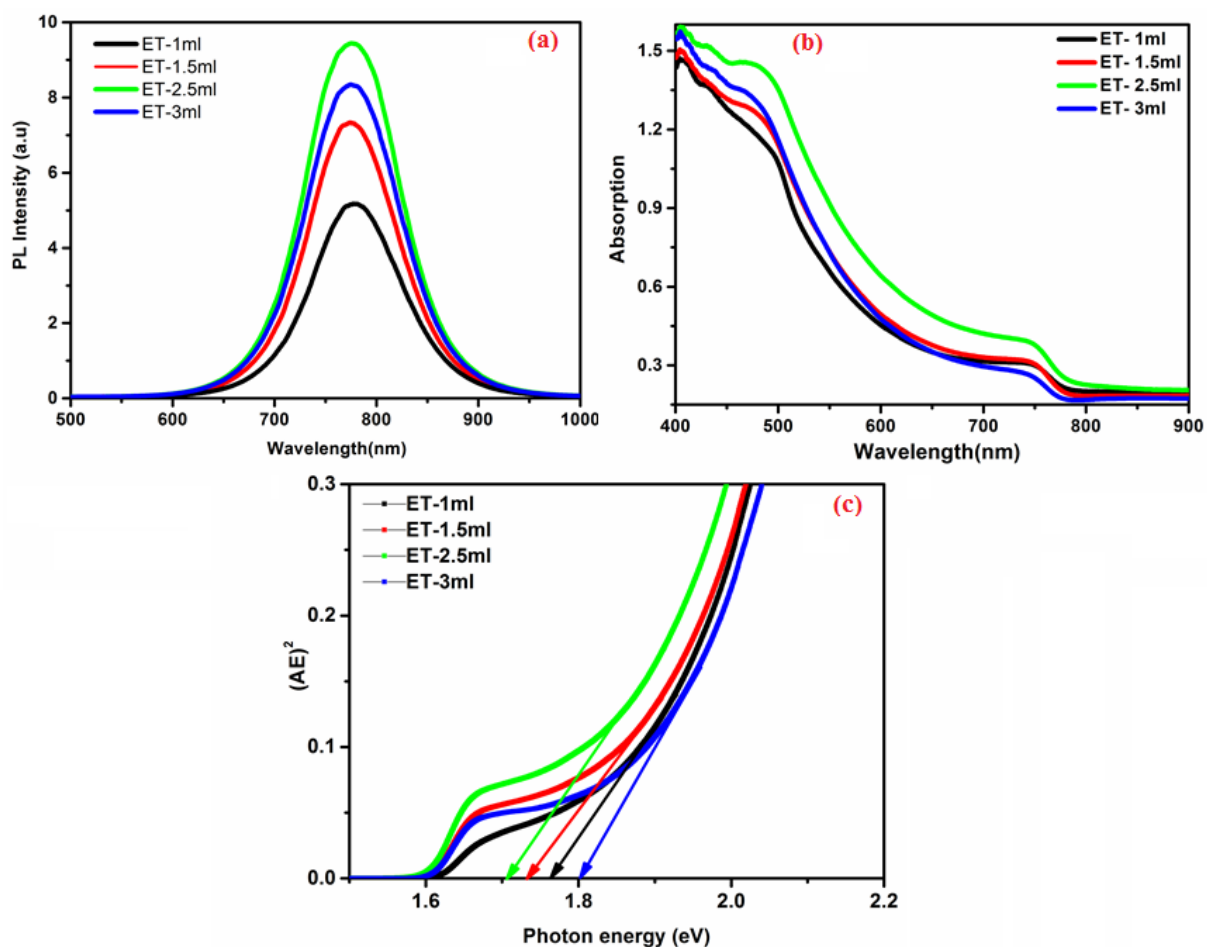 (a)
ET-1ml
ET-1.5ml
ET-2.5ml
ET-3ml
PL Intensity (a.u)
10
8
6
4
2
0
500 600 700 800 900 1000
Wavelength(nm)
(b)
ET- 1ml
ET- 1.5ml
ET- 2.5ml
ET- 3ml
Absorption
1.5
1.2
0.9
0.6
0.3
400 500 600 700 800 900
Wavelength(nm)
(c)
ET-1ml
ET-1.5ml
ET-2.5ml
ET-3ml
(AE)²
0.3
0.2
0.1
0.0
1.6 1.8 2.0 2.2
Photon energy (eV)